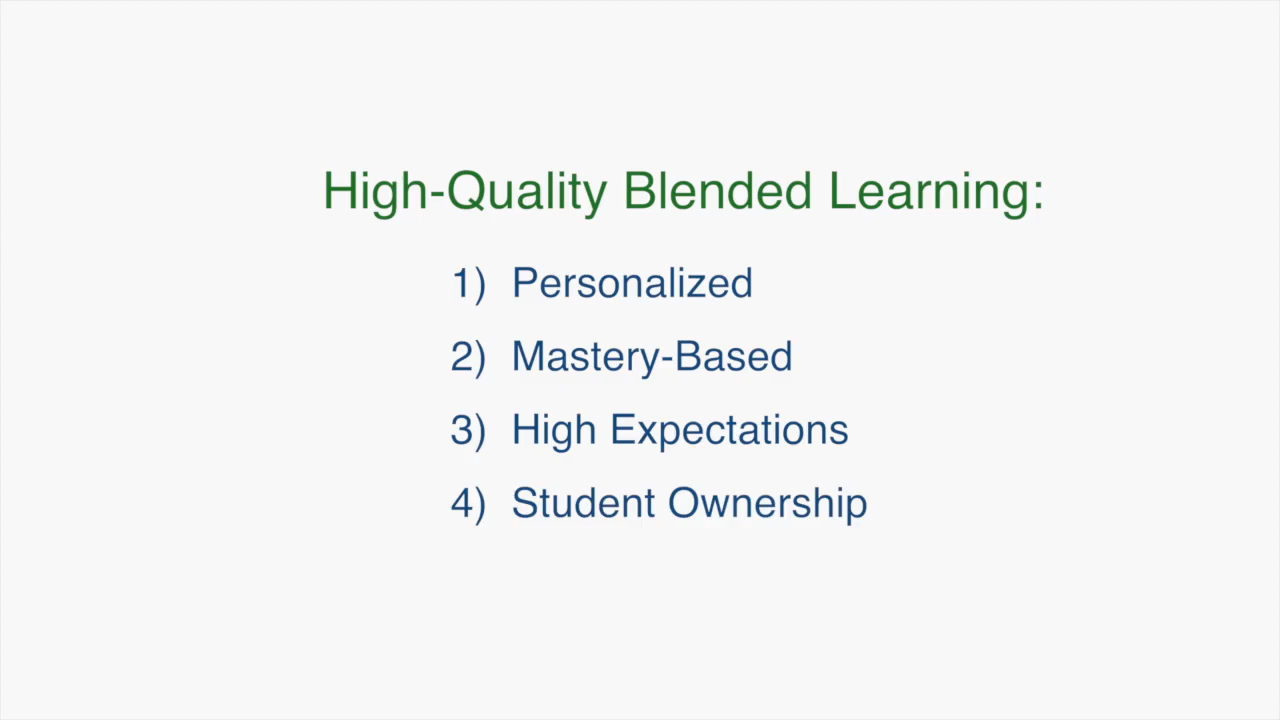 High-Quality Blended Learning:
1) Personalized
2) Mastery-Based
3) High Expectations
4) Student Ownership